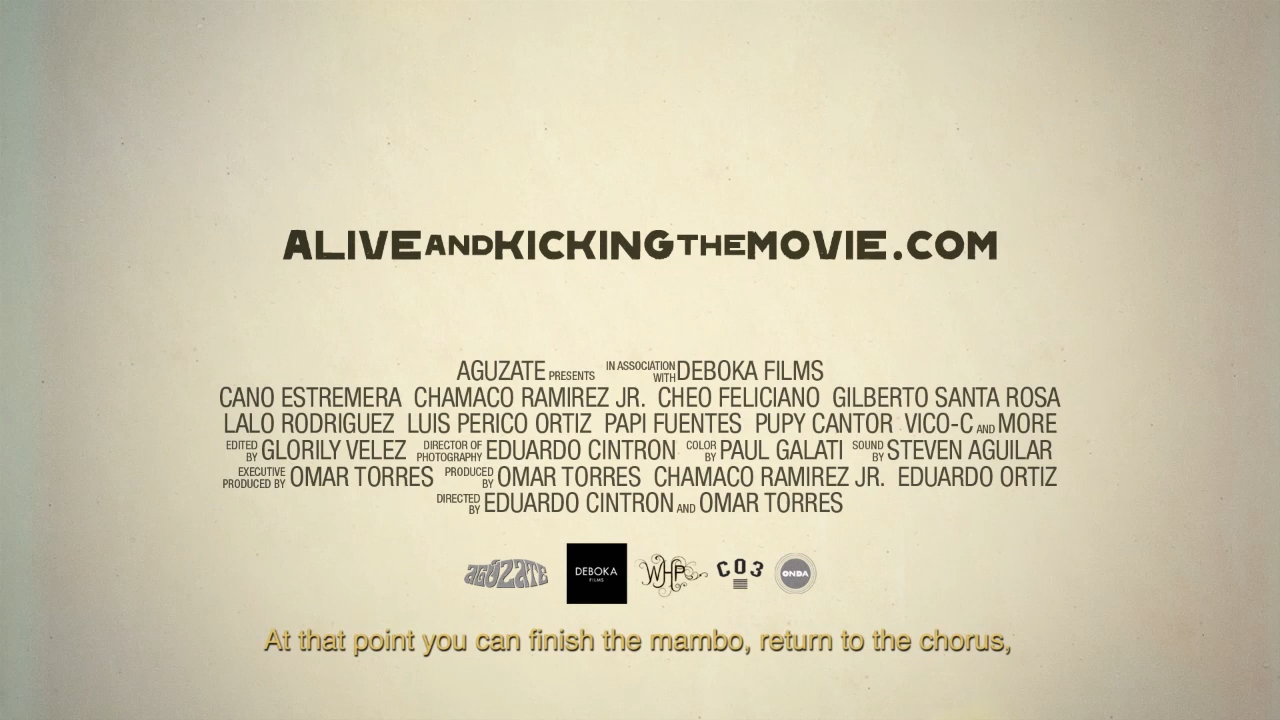 ALIVEANDKICKINGTHEMOVIE.COM
AGUZATE PRESENTS IN ASSOCIATION WITH DEBOKA FILMS
CANO ESTREMERA CHAMACO RAMIREZ JR. CHEO FELICIANO GILBERTO SANTA ROSA
LALO RODRIGUEZ LUIS PERICO ORTIZ PAPI FUENTES PUPY CANTOR VICO-C AND MORE
EDITED BY GLORILY VELEZ DIRECTOR OF PHOTOGRAPHY EDUARDO CINTRON COLOR BY PAUL GALATI SOUND BY STEVEN AGUILAR
EXECUTIVE PRODUCED BY OMAR TORRES PRODUCED BY OMAR TORRES CHAMACO RAMIREZ JR. EDUARDO ORTIZ
DIRECTED BY EDUARDO CINTRON AND OMAR TORRES
AGÚZATE DEBOKA FILMS WHP CO3 ONDA
At that point you can finish the mambo, return to the chorus,